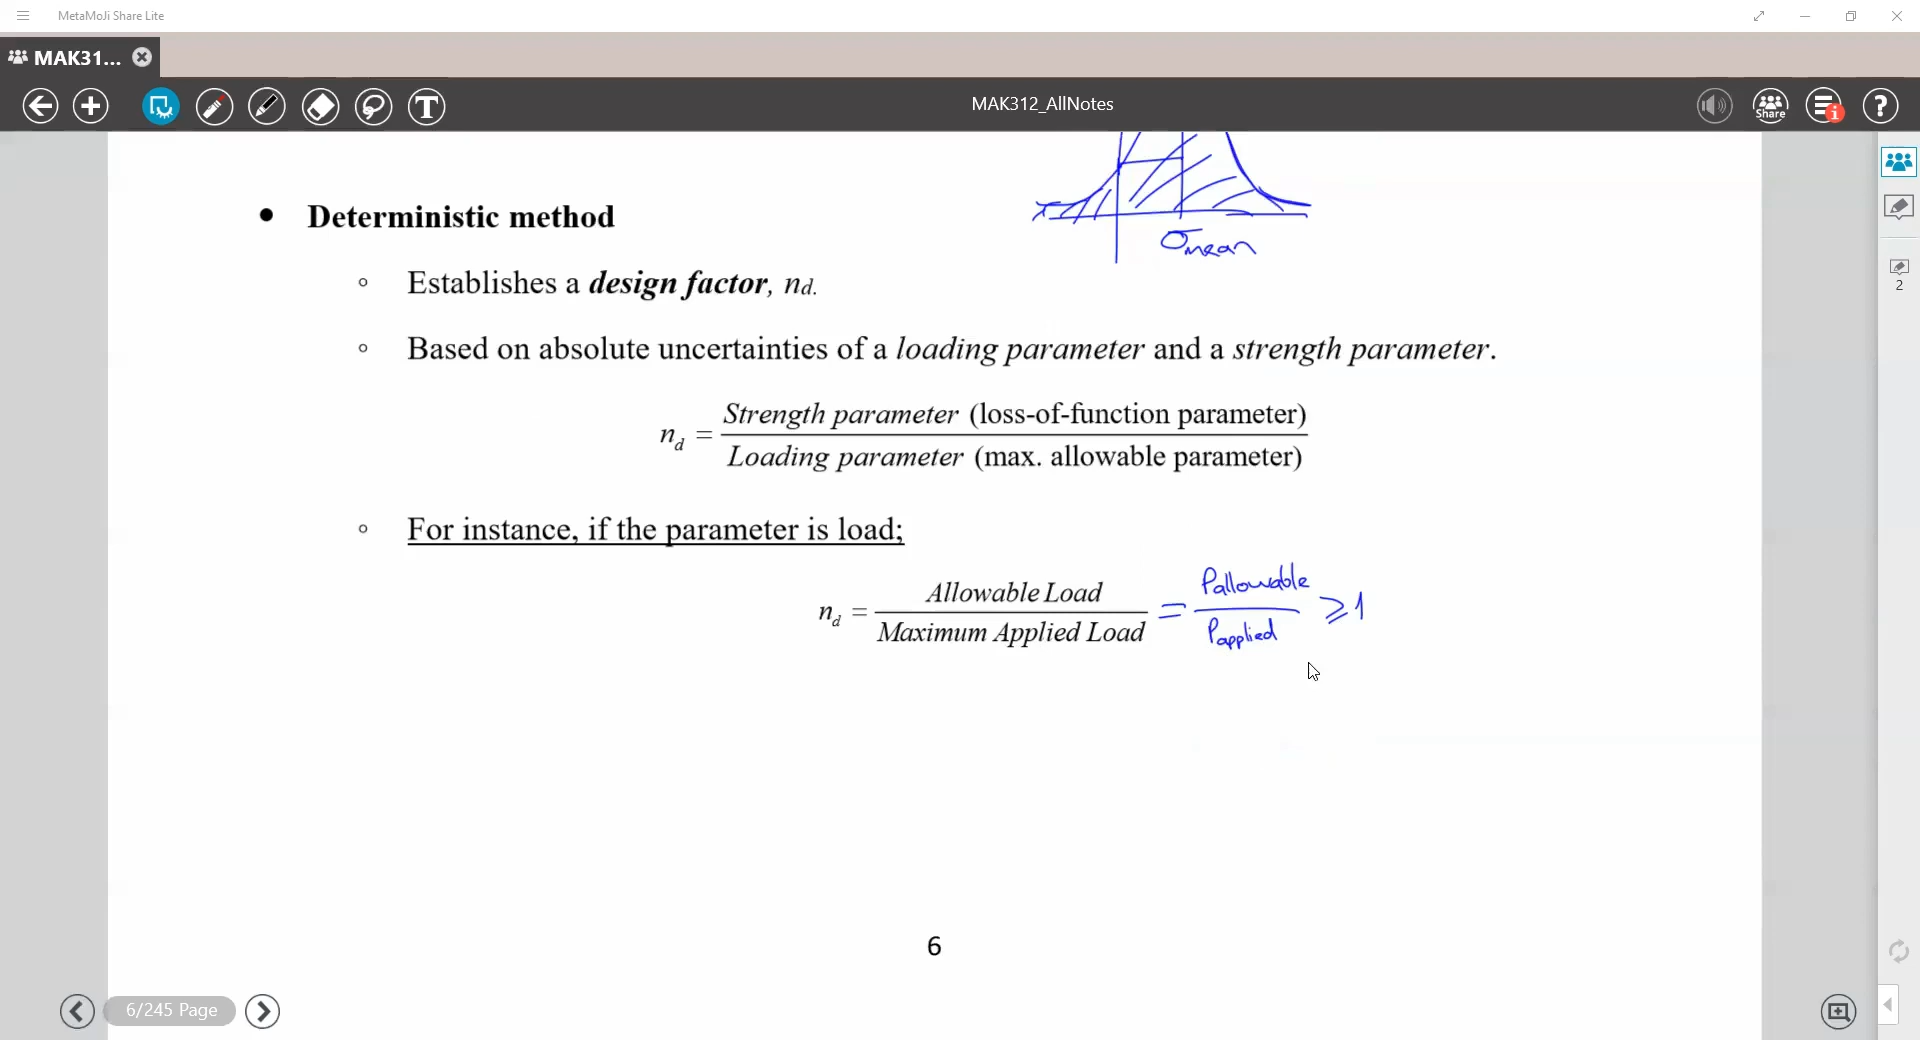 MetaMoJi Share Lite
MAK31...
MAK312_AllNotes
Share
i
?
T
σmean
• Deterministic method
◦ Establishes a design factor, nd.
◦ Based on absolute uncertainties of a loading parameter and a strength parameter.
nd = Strength parameter (loss-of-function parameter)
Loading parameter (max. allowable parameter)
◦ For instance, if the parameter is load;
nd = Allowable Load = Pallowable ⩾ 1
Maximum Applied Load Papplied
2
6
6/245 Page